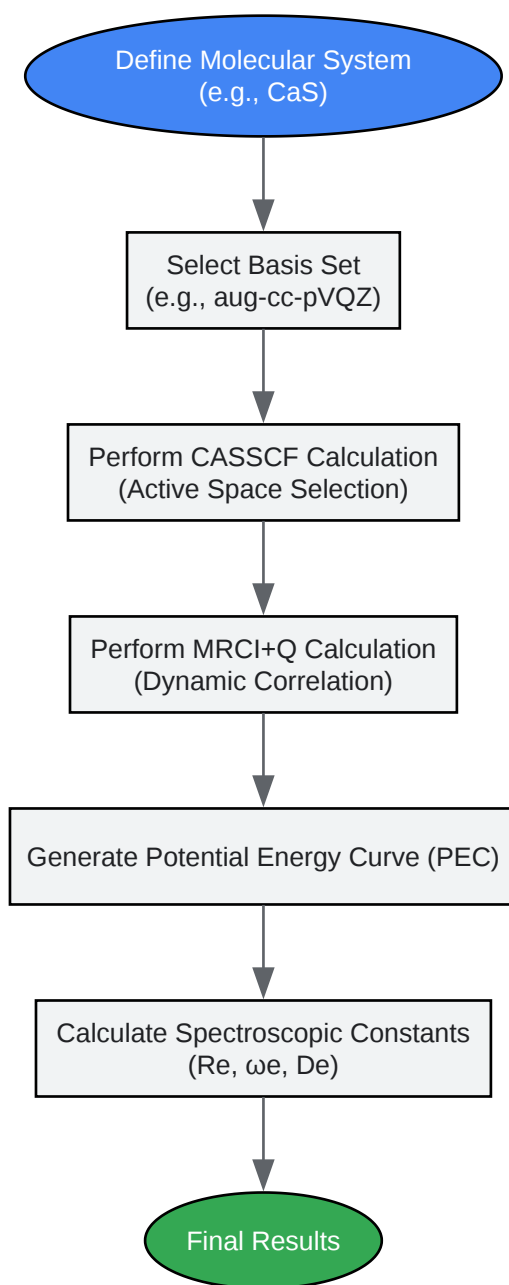 Define Molecular System
(e.g., CaS)
Select Basis Set
(e.g., aug-cc-pVQZ)
Perform CASSCF Calculation
(Active Space Selection)
Perform MRCI+Q Calculation
(Dynamic Correlation)
Generate Potential Energy Curve (PEC)
Calculate Spectroscopic Constants
(Re, ωe, De)
Final Results